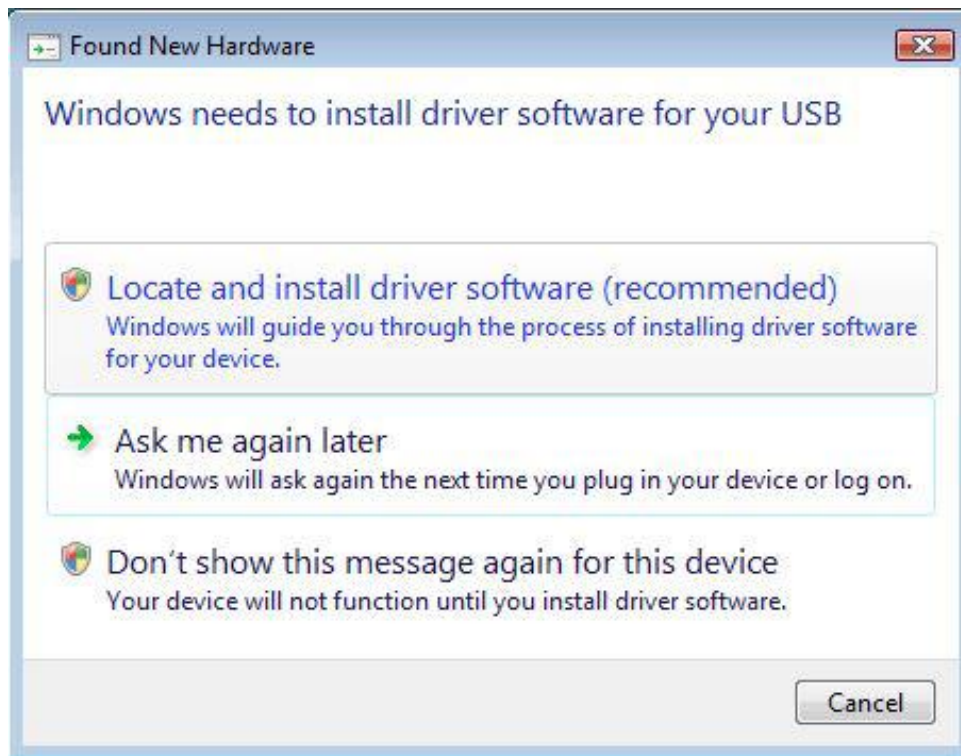 Found New Hardware
Windows needs to install driver software for your USB
Locate and install driver software (recommended)
Windows will guide you through the process of installing driver software
for your device.
Ask me again later
Windows will ask again the next time you plug in your device or log on.
Don't show this message again for this device
Your device will not function until you install driver software.
Cancel